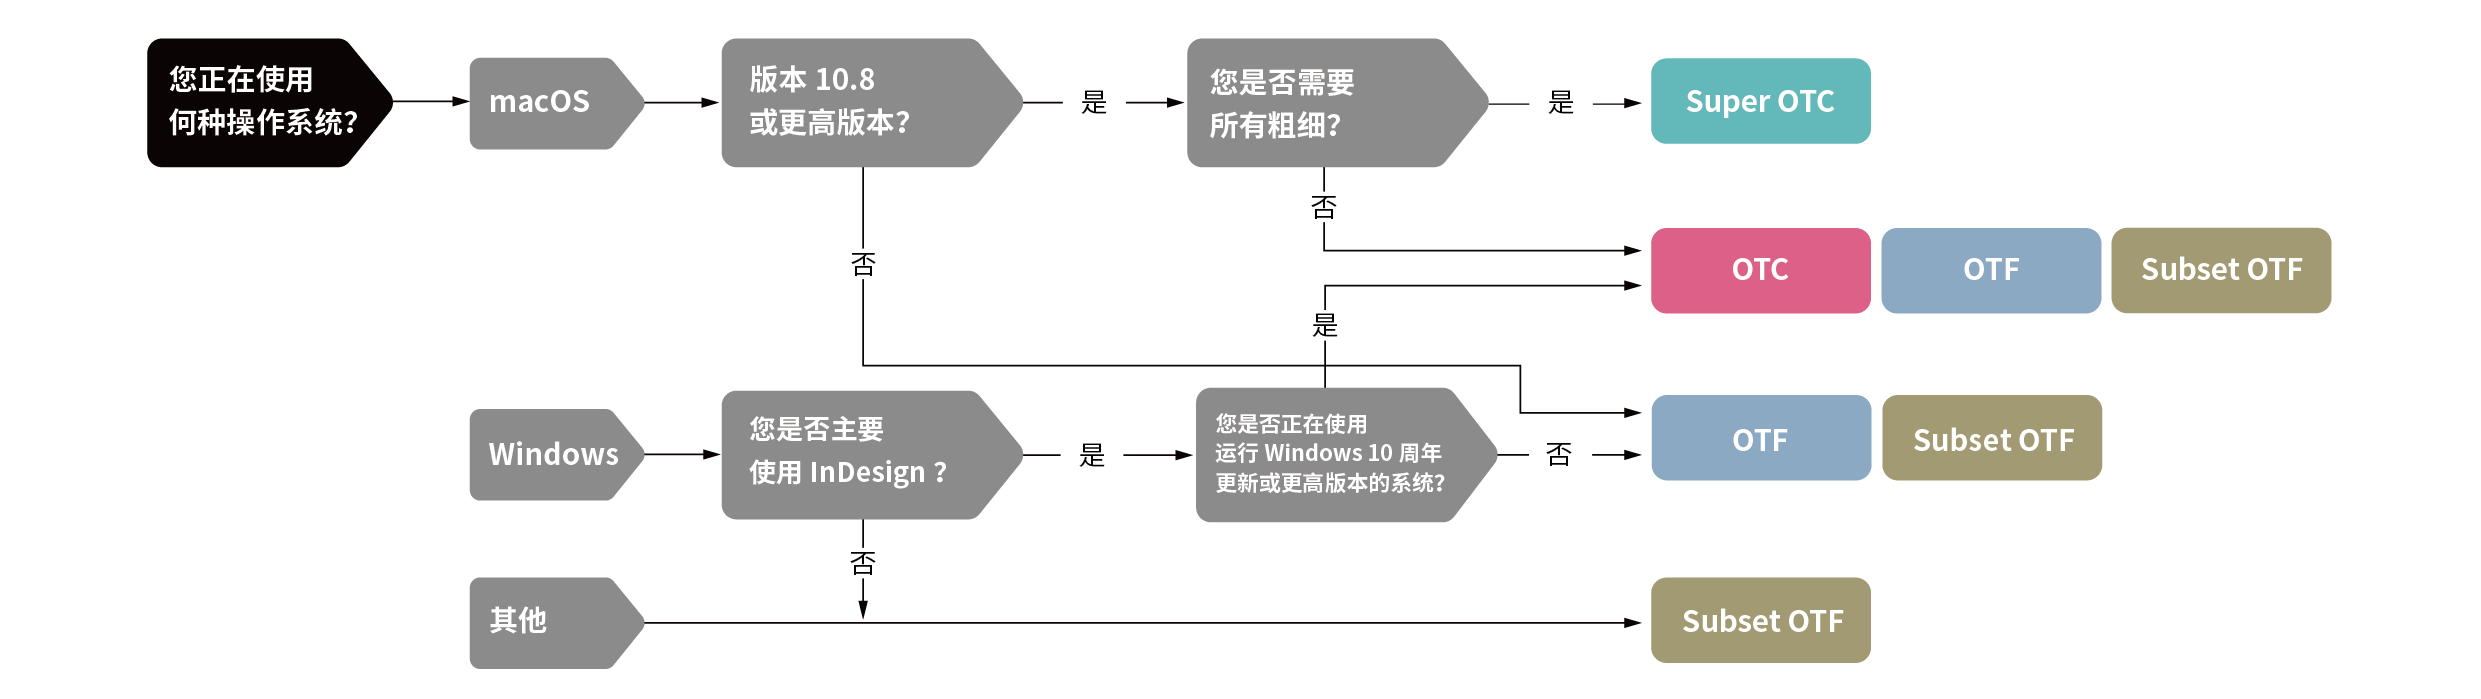 您正在使用
何种操作系统?
macOS
版本 10.8
或更高版本?
是
您是否需要
所有粗细?
是
Super OTC
否
否
OTC
OTF
Subset OTF
是
Windows
您是否主要
使用 InDesign ?
是
您是否正在使用
运行 Windows 10 周年
更新或更高版本的系统?
否
OTF
Subset OTF
否
其他
Subset OTF